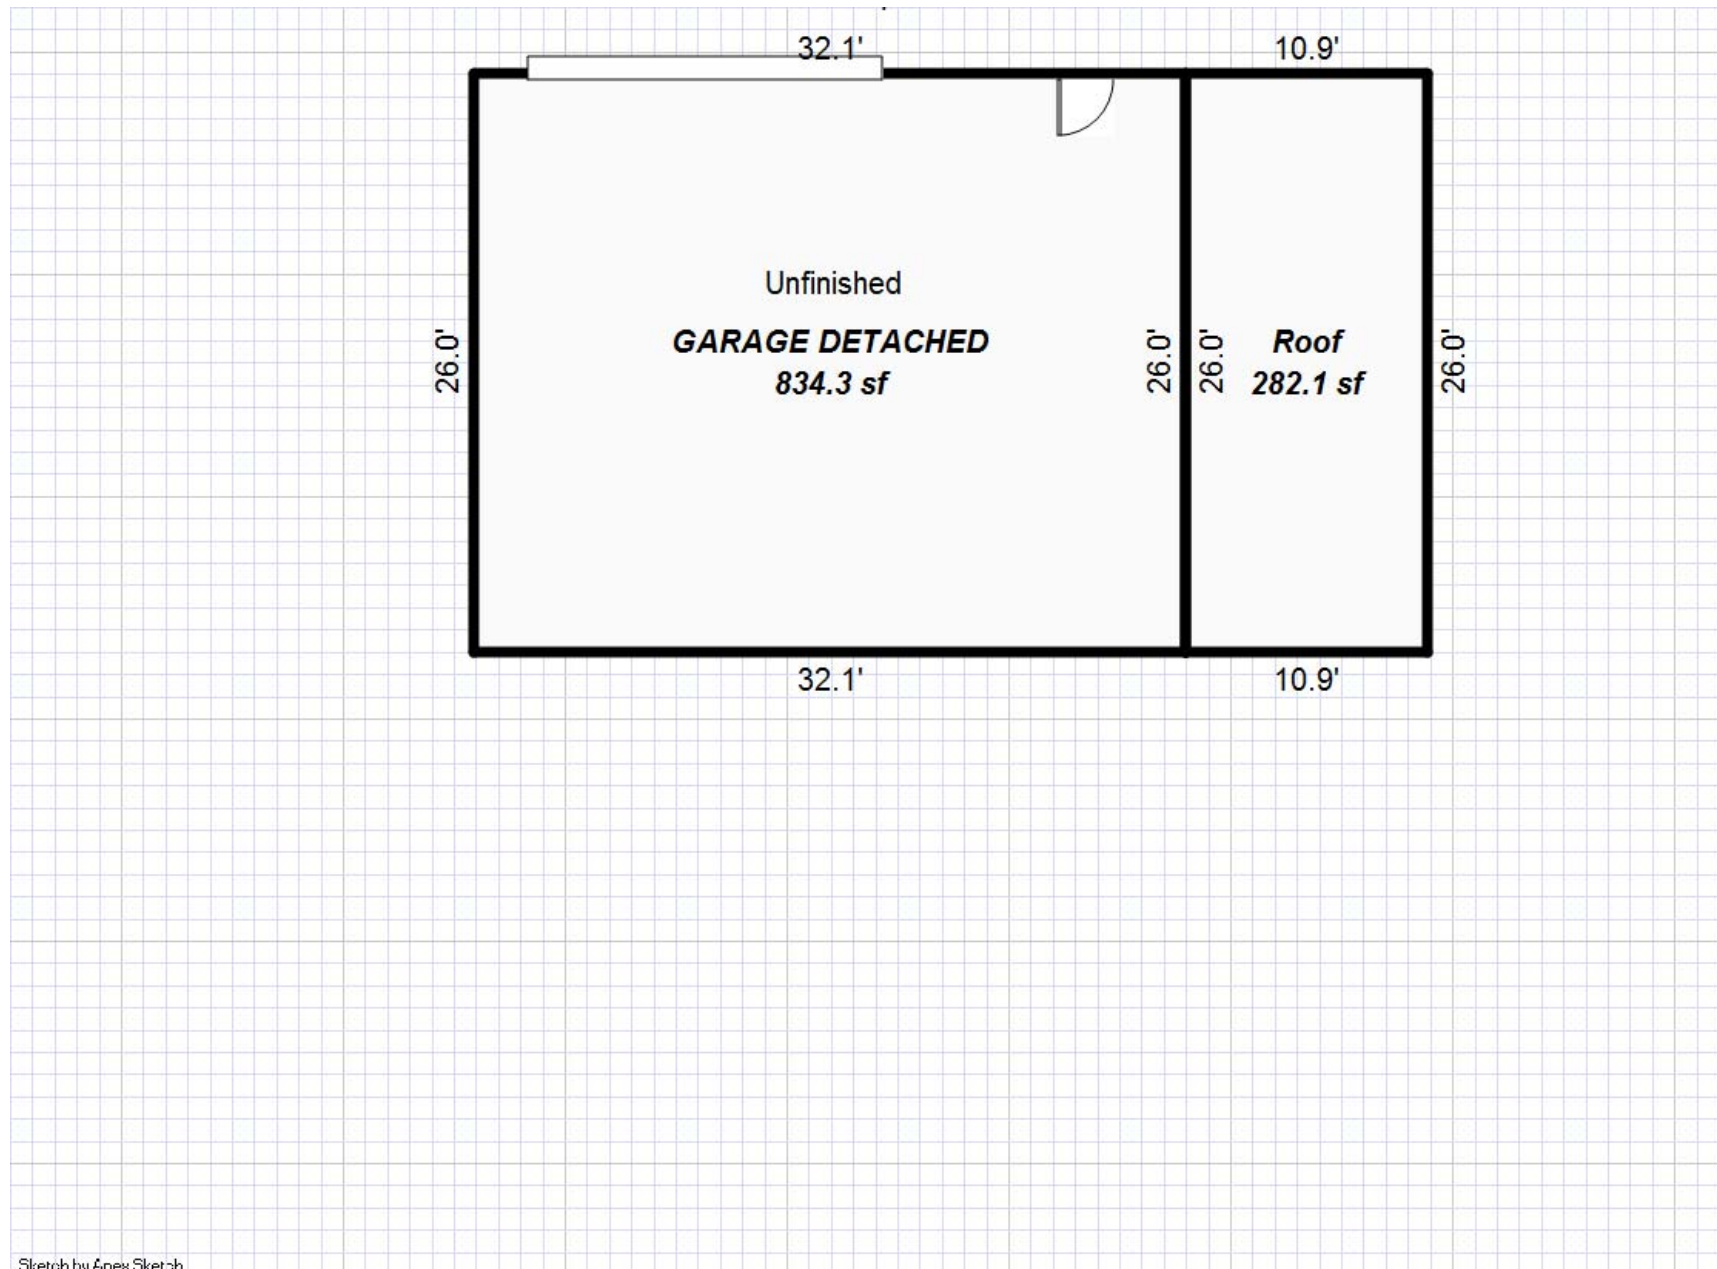 32.1'
10.9'
Unfinished
GARAGE DETACHED
834.3 sf
26.0'
26.0'
26.0'
Roof
282.1 sf
26.0'
32.1'
10.9'
Sketch by Apex Sketch